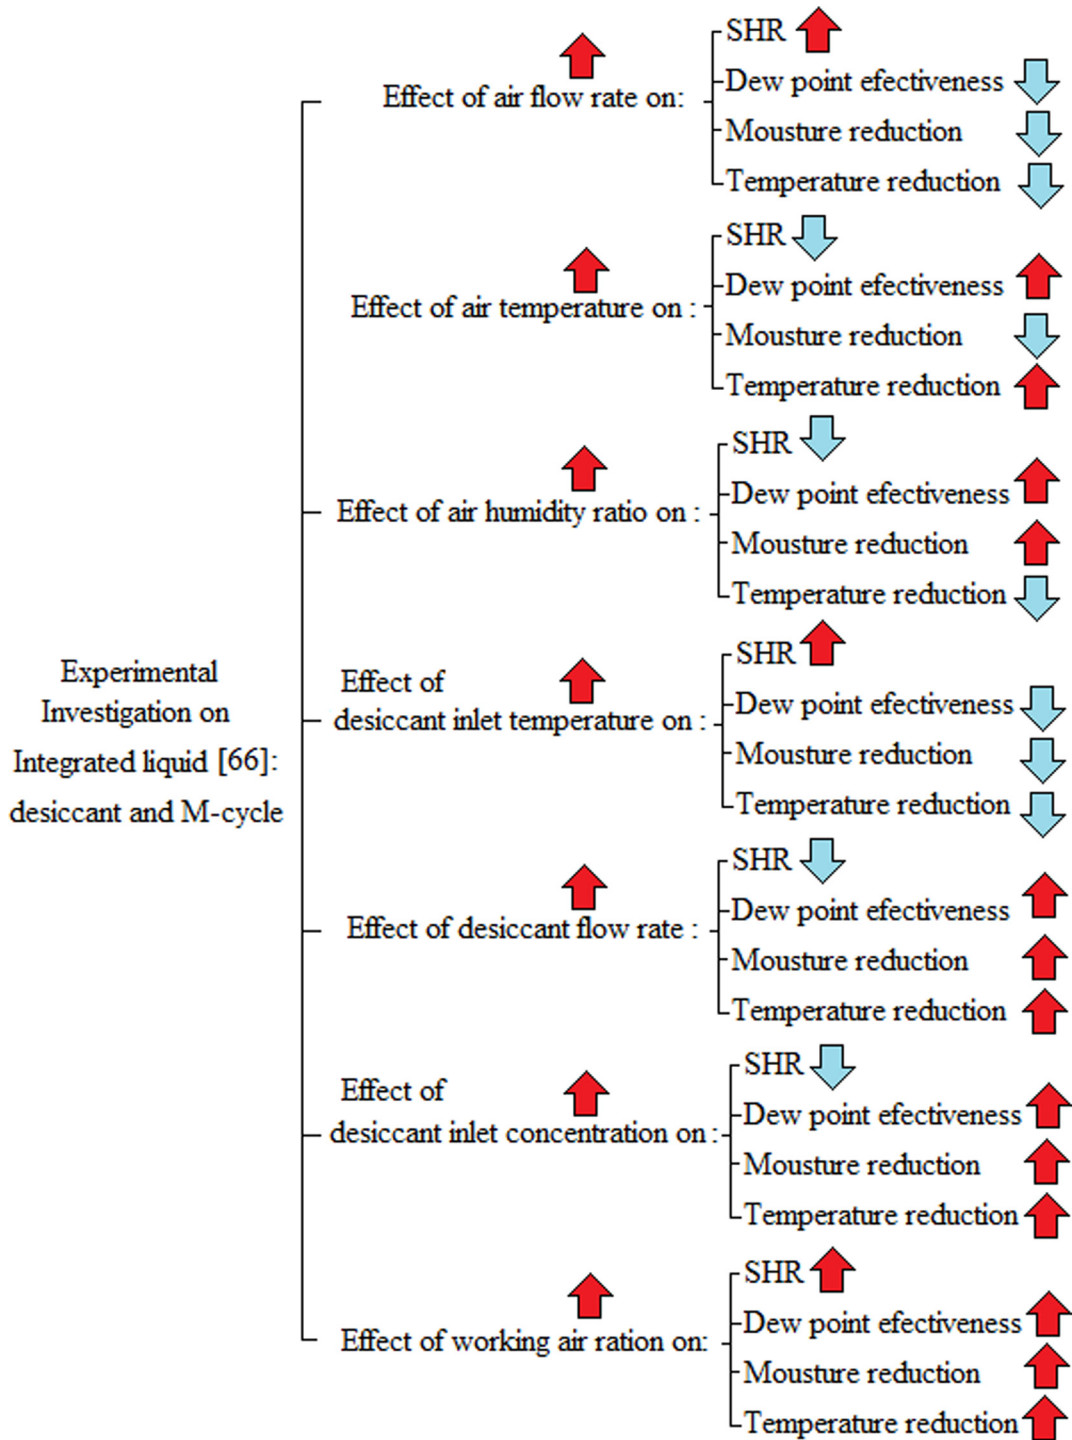 Experimental
Investigation on
Integrated liquid [66]:
desiccant and M-cycle
Effect of air flow rate on:
SHR
Dew point efectiveness
Mousture reduction
Temperature reduction
Effect of air temperature on :
SHR
Dew point efectiveness
Mousture reduction
Temperature reduction
Effect of air humidity ratio on :
SHR
Dew point efectiveness
Mousture reduction
Temperature reduction
Effect of
desiccant inlet temperature on :
SHR
Dew point efectiveness
Mousture reduction
Temperature reduction
Effect of desiccant flow rate :
SHR
Dew point efectiveness
Mousture reduction
Temperature reduction
Effect of
desiccant inlet concentration on :
SHR
Dew point efectiveness
Mousture reduction
Temperature reduction
Effect of working air ration on:
SHR
Dew point efectiveness
Mousture reduction
Temperature reduction